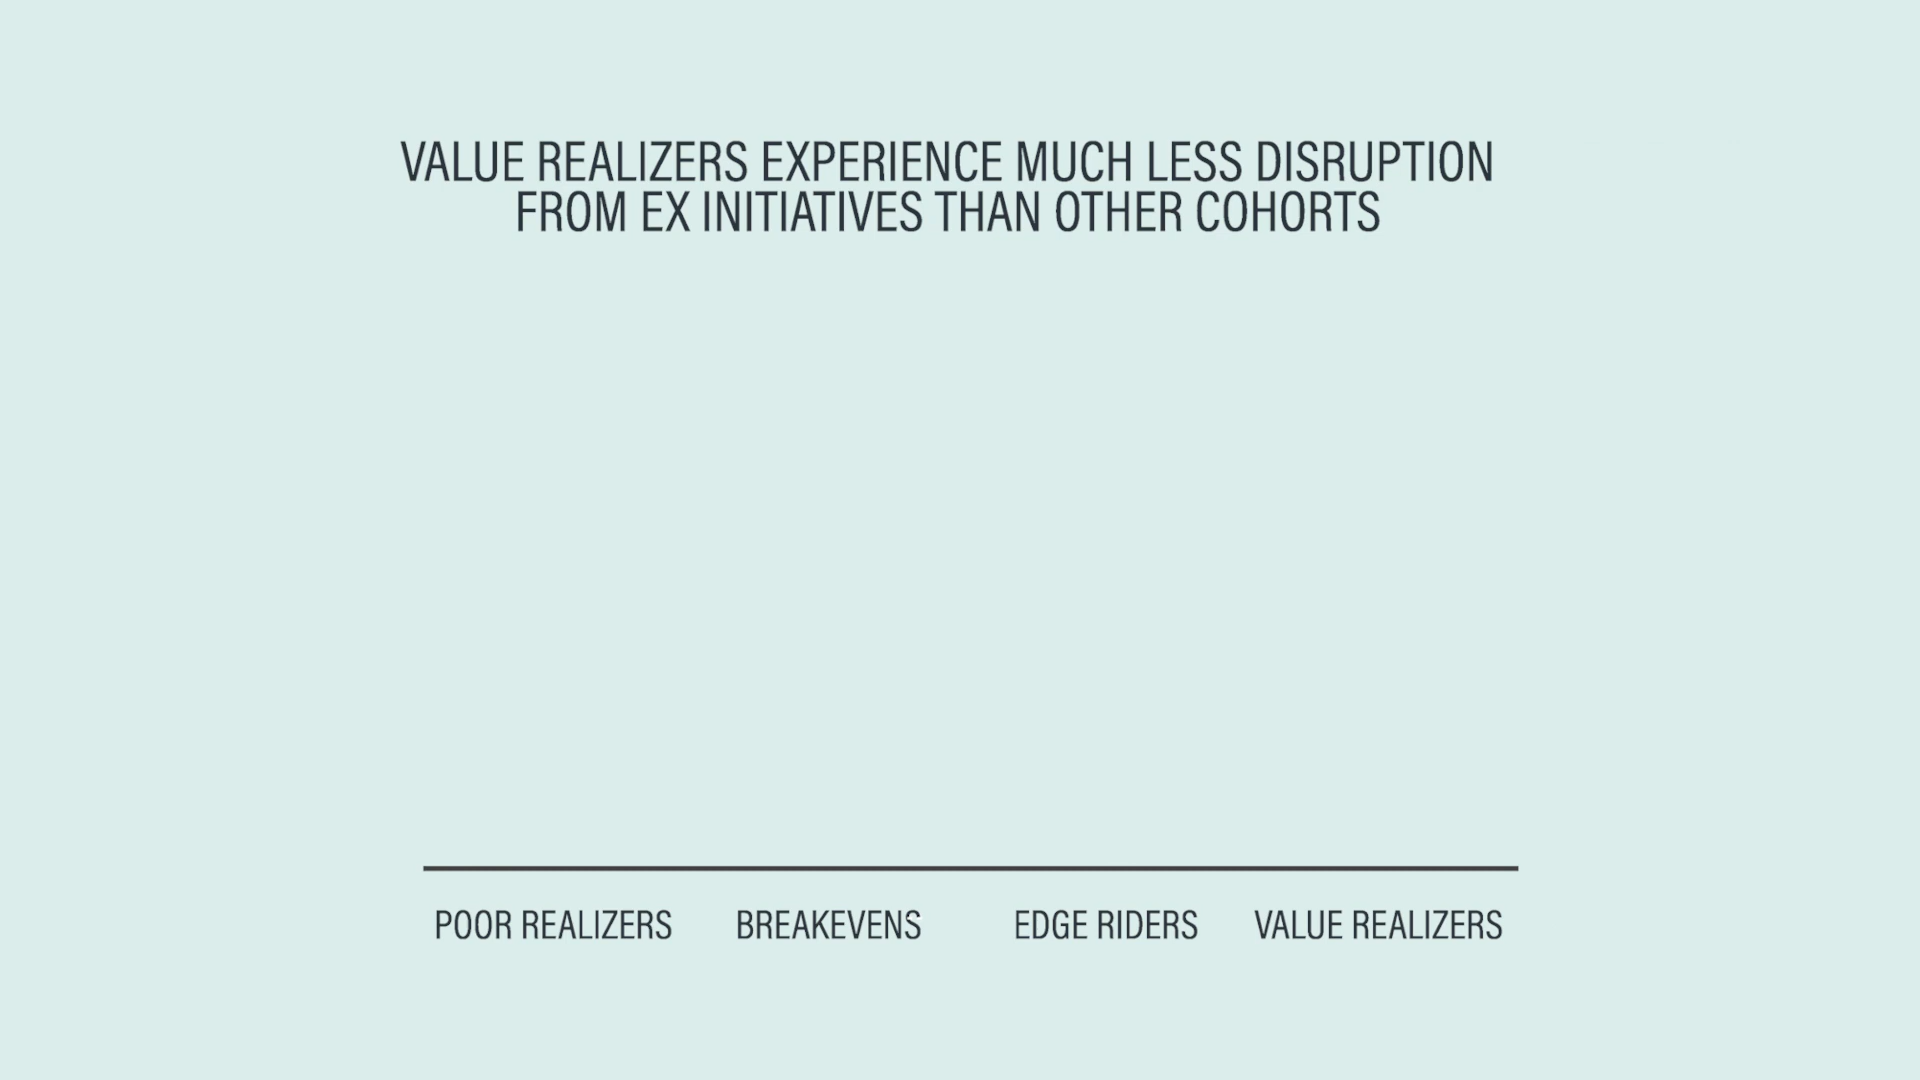 VALUE REALIZERS EXPERIENCE MUCH LESS DISRUPTION
FROM EX INITIATIVES THAN OTHER COHORTS
POOR REALIZERS BREAKEVENS EDGE RIDERS VALUE REALIZERS